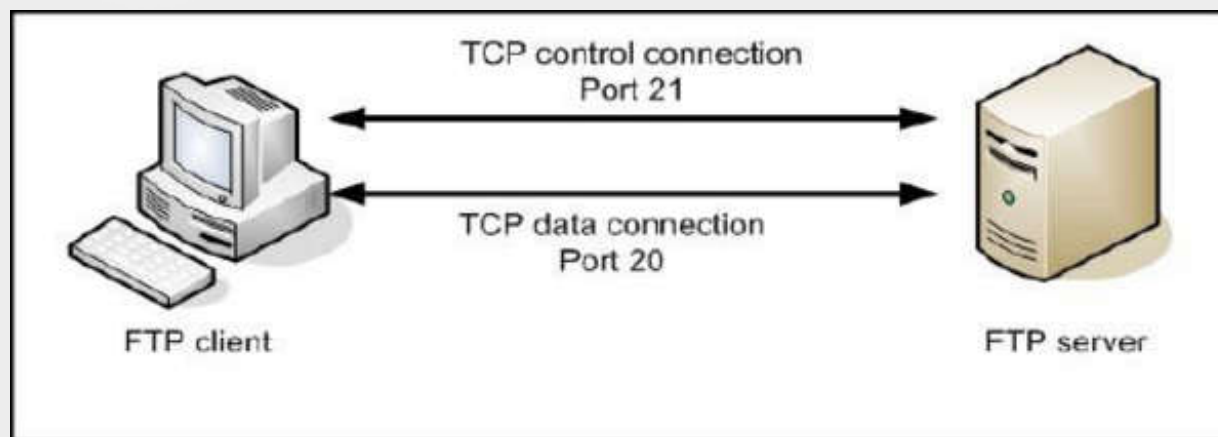 TCP control connection
Port 21
TCP data connection
Port 20
FTP client
FTP server